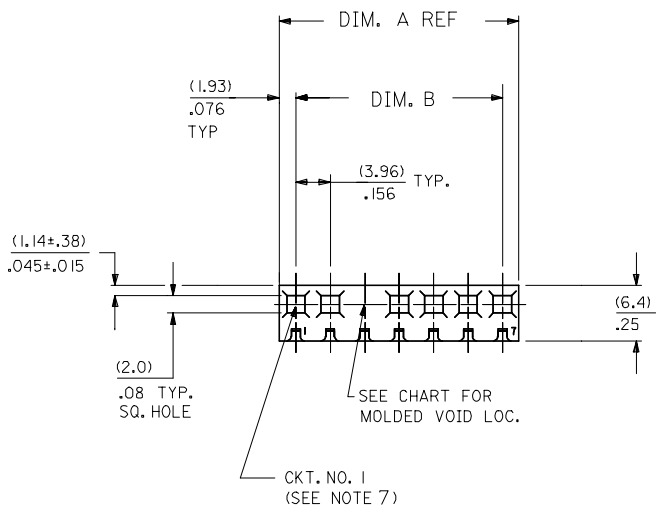 DIM. A REF
(1.93)
.076
TYP
DIM. B
(3.96)
.156
TYP.
(1.14±.38)
.045±.015
(6.4)
.25
1
7
(2.0)
.08 TYP.
SQ. HOLE
SEE CHART FOR
MOLDED VOID LOC.
CKT. NO. 1
(SEE NOTE 7)